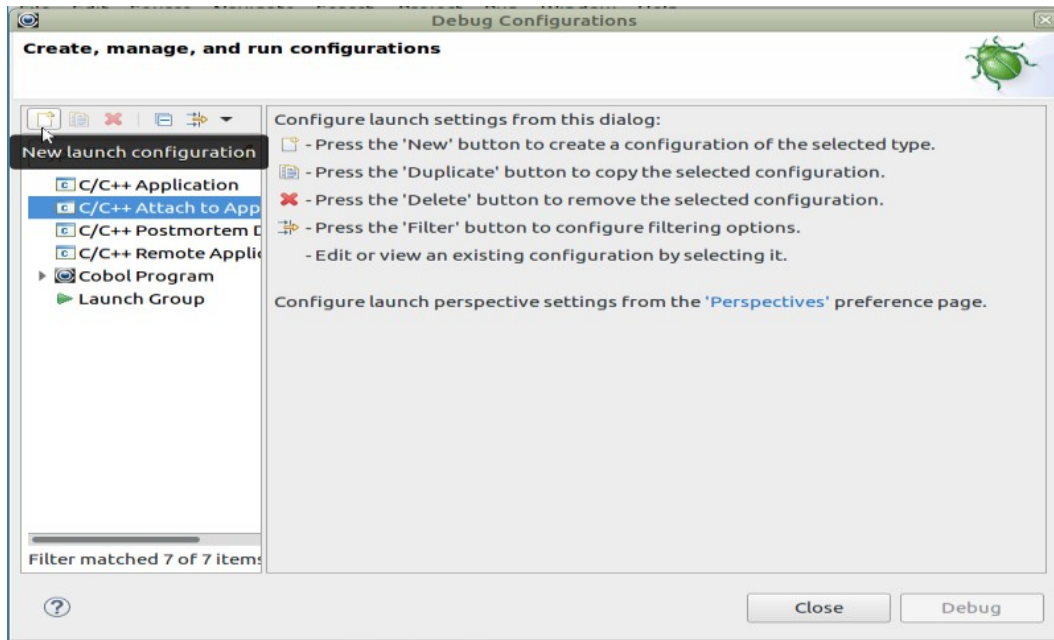 Debug Configurations
Create, manage, and run configurations
New launch configuration
C/C++ Application
C/C++ Attach to App
C/C++ Postmortem
C/C++ Remote
Cobol Program
Launch Group
Filter matched 7 of 7
Configure launch settings from this dialog:
- Press the 'New' button to create a configuration of the selected type.
- Press the 'Duplicate' button to copy the selected configuration.
- Press the 'Delete' button to remove the selected configuration.
- Press the 'Filter' button to configure filtering options.
- Edit or view an existing configuration by selecting it.
Configure launch perspective settings from the 'Perspectives' preference page.
Close
Debug